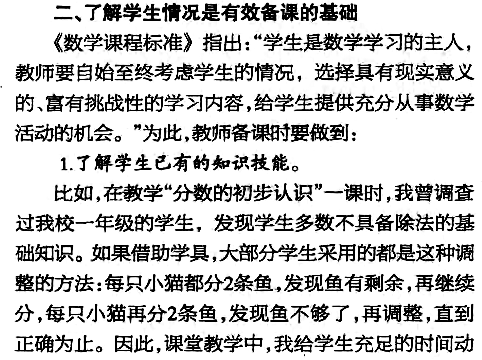 二、了解学生情况是有效备课的基础
《数学课程标准》指出：“学生是数学学习的主人，
教师要自始至终考虑学生的情况，选择具有现实意义
的、富有挑战性的学习内容，给学生提供充分从事数学
活动的机会。”为此，教师备课时要做到：
1.了解学生已有的知识技能。
比如，在教学“分数的初步认识”一课时，我曾调查
过我校一年级的学生，发现学生多数不具备除法的基
础知识。如果借助学具，大部分学生采用的都是这种调
整的方法：每只小猫都分2条鱼，发现鱼有剩余，再继续
分，每只小猫再分2条鱼，发现鱼不够了，再调整，直到
正确为止。因此，课堂教学中，我给学生充足的时间动